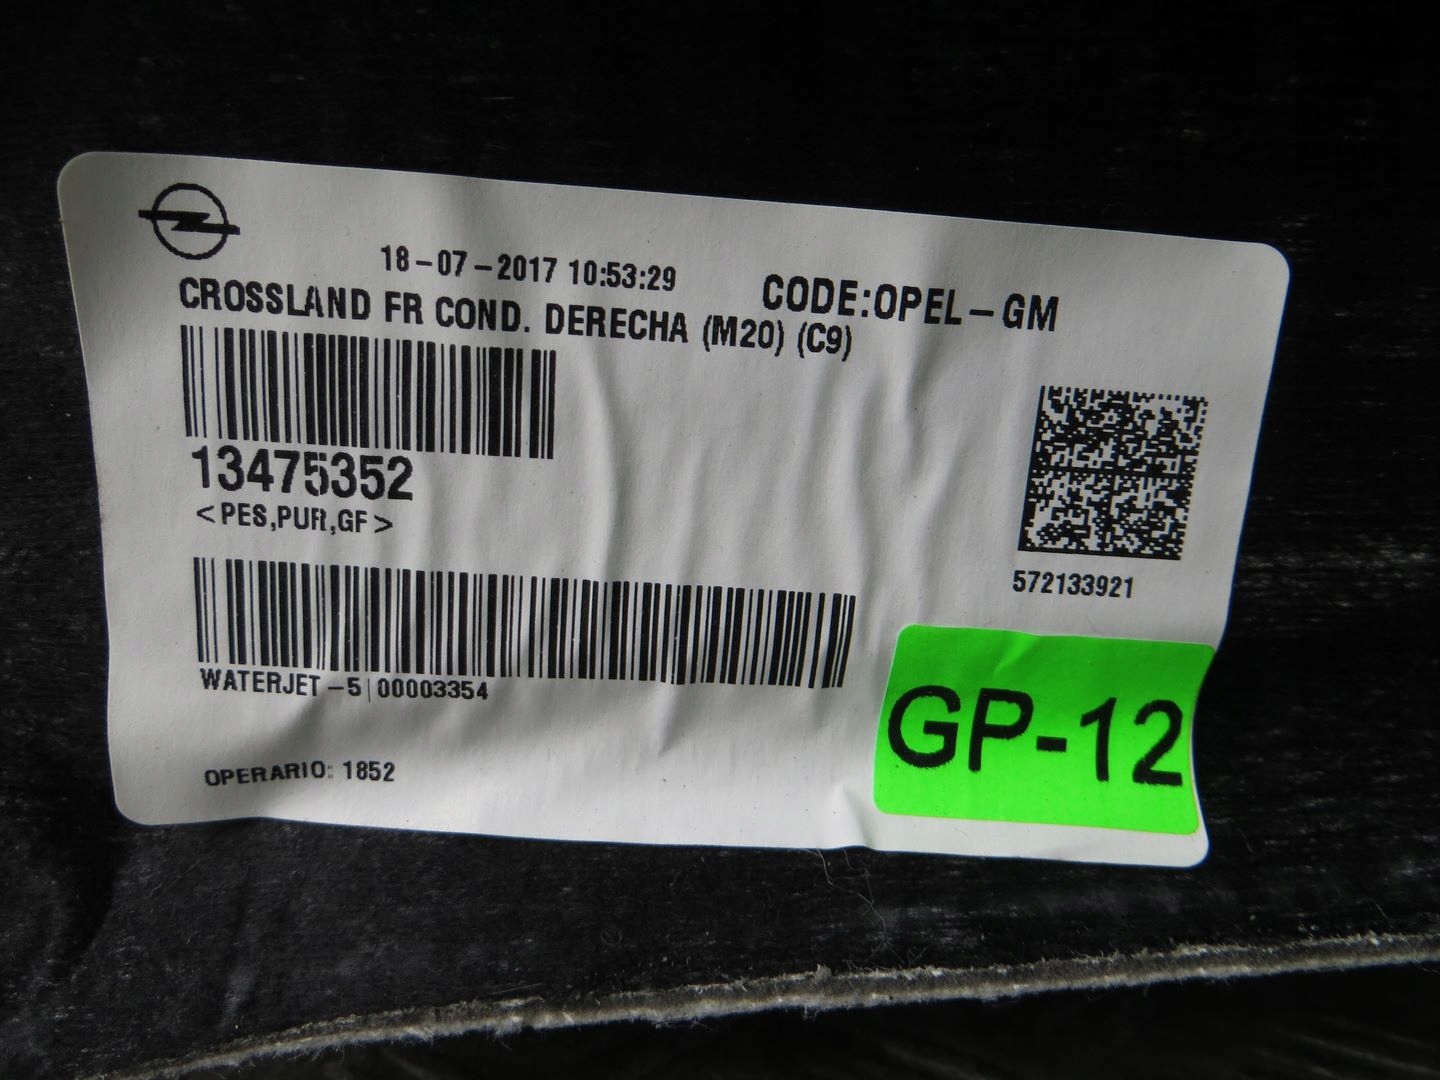 18-07-2017 10:53:29
CODE:OPEL-GM
CROSSLAND FR COND. DERECHA (M20) (C9)
13475352
<PES,PUR,GF>
572133921
WATERJET-5|00003354
GP-12
OPERARIO: 1852